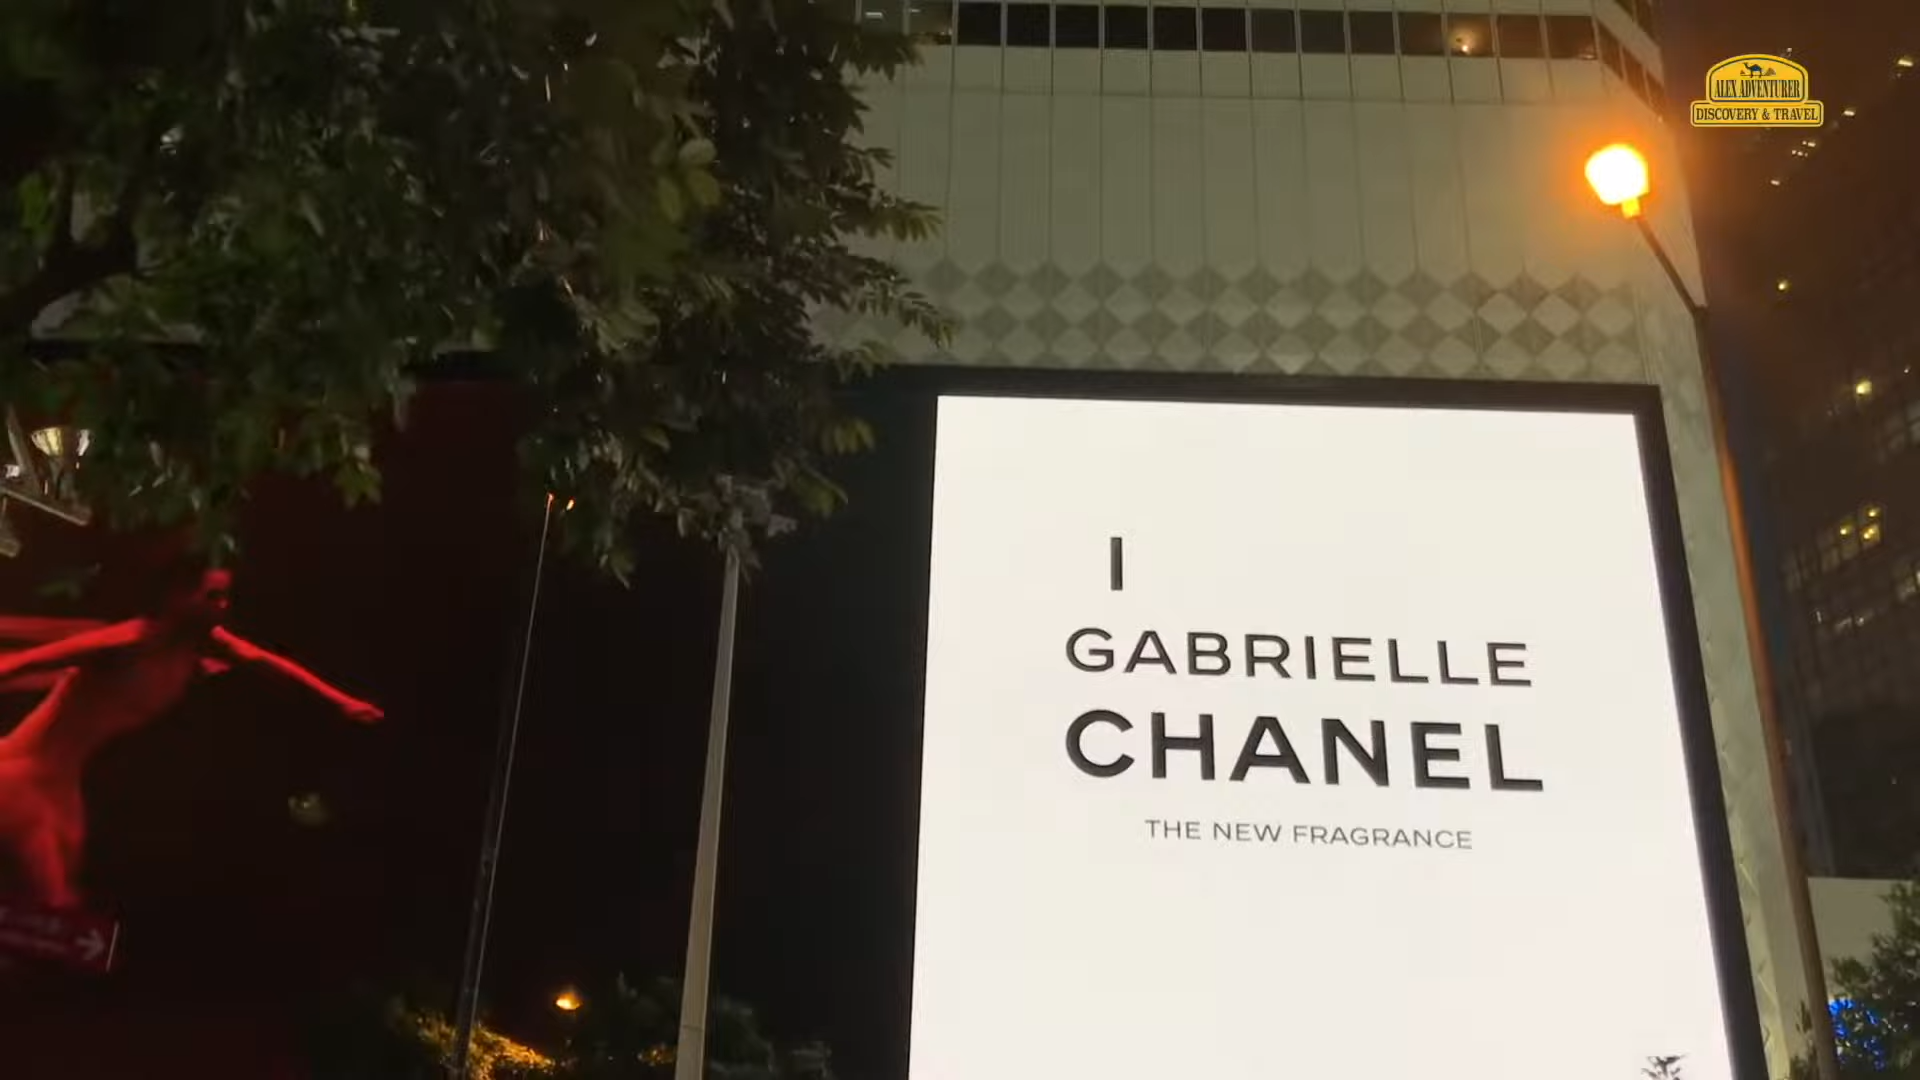 ALEX ADVENTURER
DISCOVERY & TRAVEL
I
GABRIELLE
CHANEL
THE NEW FRAGRANCE